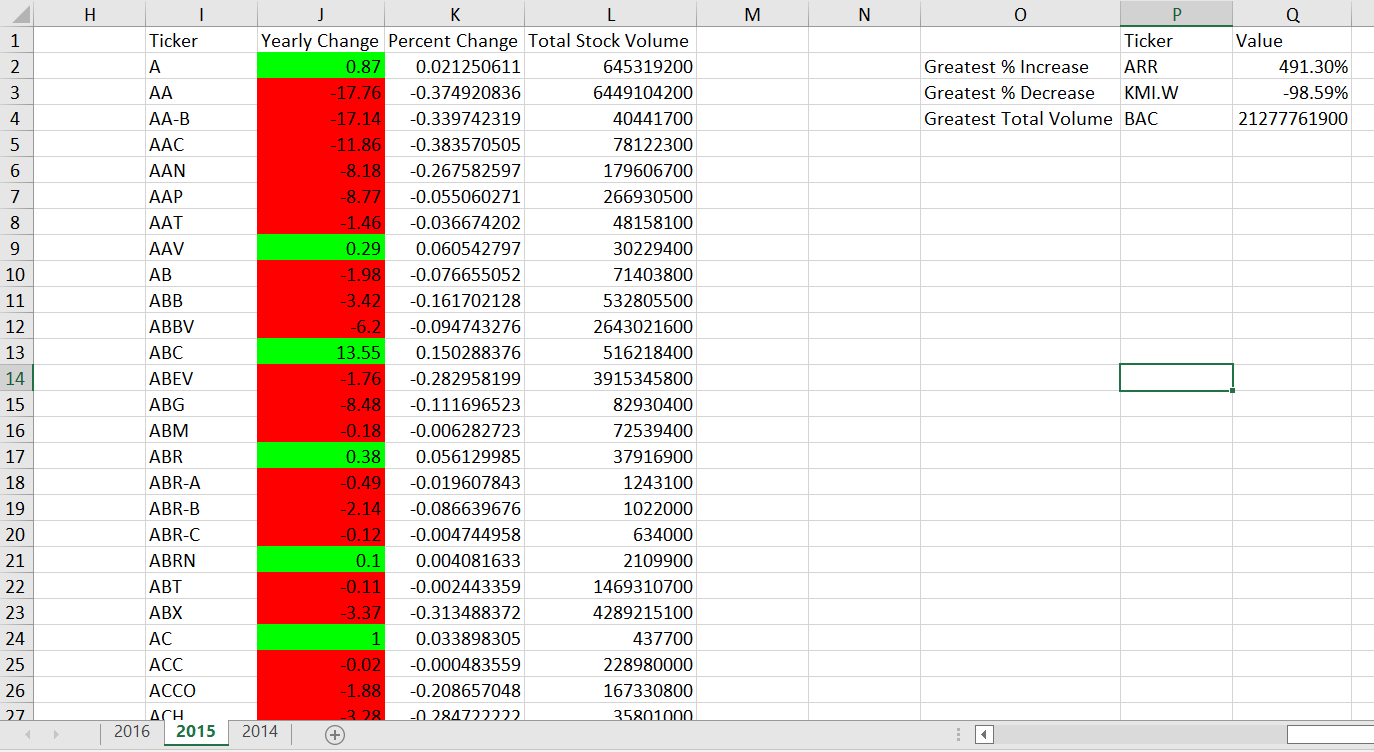 H I J K L M N O P Q
1 Ticker Yearly Change Percent Change Total Stock Volume Ticker Value
2 A 0.87 0.021250611 645319200 Greatest % Increase ARR 491.30%
3 AA -17.76 -0.374920836 6449104200 Greatest % Decrease KMI.W -98.59%
4 AA-B -17.14 -0.339742319 40441700 Greatest Total Volume BAC 21277761900
5 AAC -11.86 -0.383570505 78122300
6 AAN -8.18 -0.267582597 179606700
7 AAP -8.77 -0.055060271 266930500
8 AAT -1.46 -0.036674202 48158100
9 AAV 0.29 0.060542797 30229400
10 AB -1.98 -0.076655052 71403800
11 ABB -3.42 -0.161702128 532805500
12 ABBV -6.2 -0.094743276 2643021600
13 ABC 13.55 0.150288376 516218400
14 ABEV -1.76 -0.282958199 3915345800
15 ABG -8.48 -0.111696523 82930400
16 ABM -0.18 -0.006282723 72539400
17 ABR 0.38 0.056129985 37916900
18 ABR-A -0.49 -0.019607843 1243100
19 ABR-B -2.14 -0.086639676 1022000
20 ABR-C -0.12 -0.004744958 634000
21 ABRN 0.1 0.004081633 2109900
22 ABT -0.11 -0.002443359 1469310700
23 ABX -3.37 -0.313488372 4289215100
24 AC 1 0.033898305 437700
25 ACC -0.02 -0.000483559 228980000
26 ACCO -1.88 -0.208657048 167330800
27 ACH -3.28 -0.284722222 35801000
2016 2015 2014